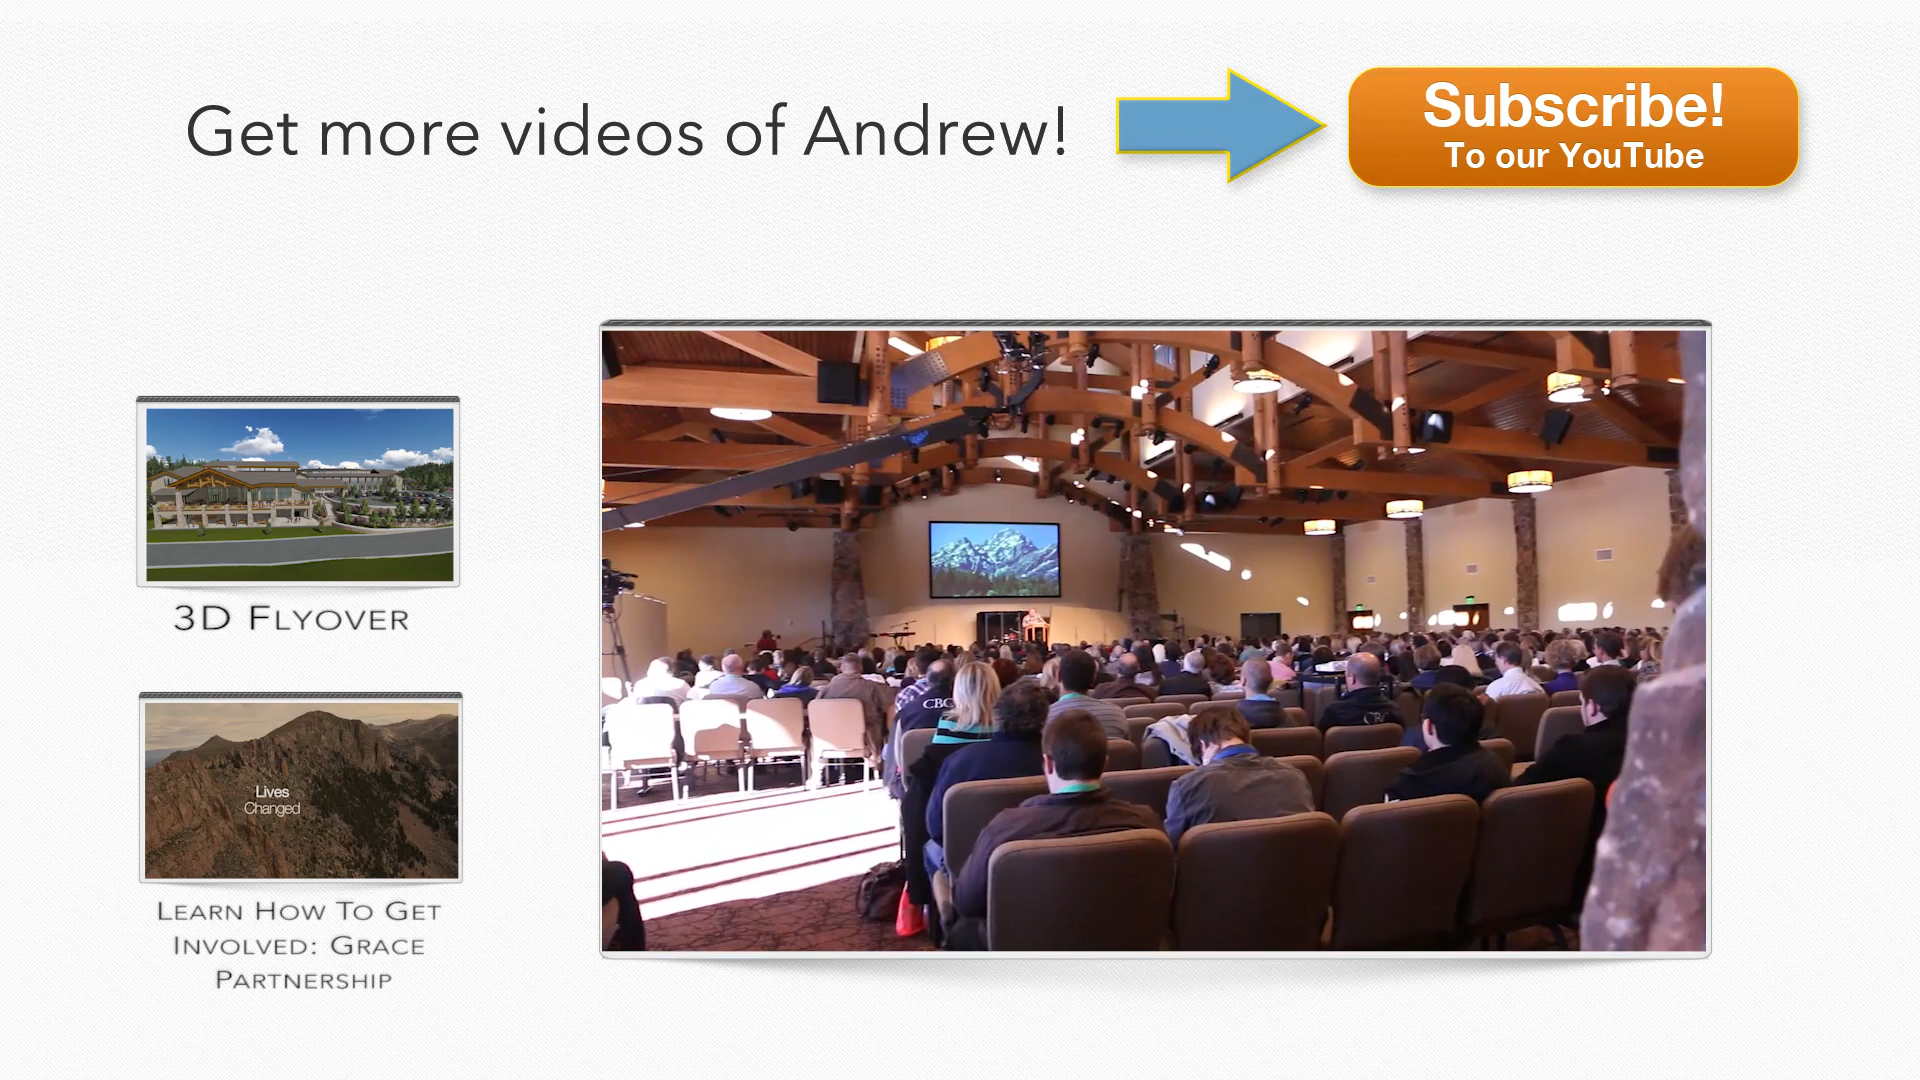 Get more videos of Andrew!
Subscribe!
To our YouTube
3D Flyover
Lives
Changed
Learn How To Get
Involved: Grace
Partnership
CBC